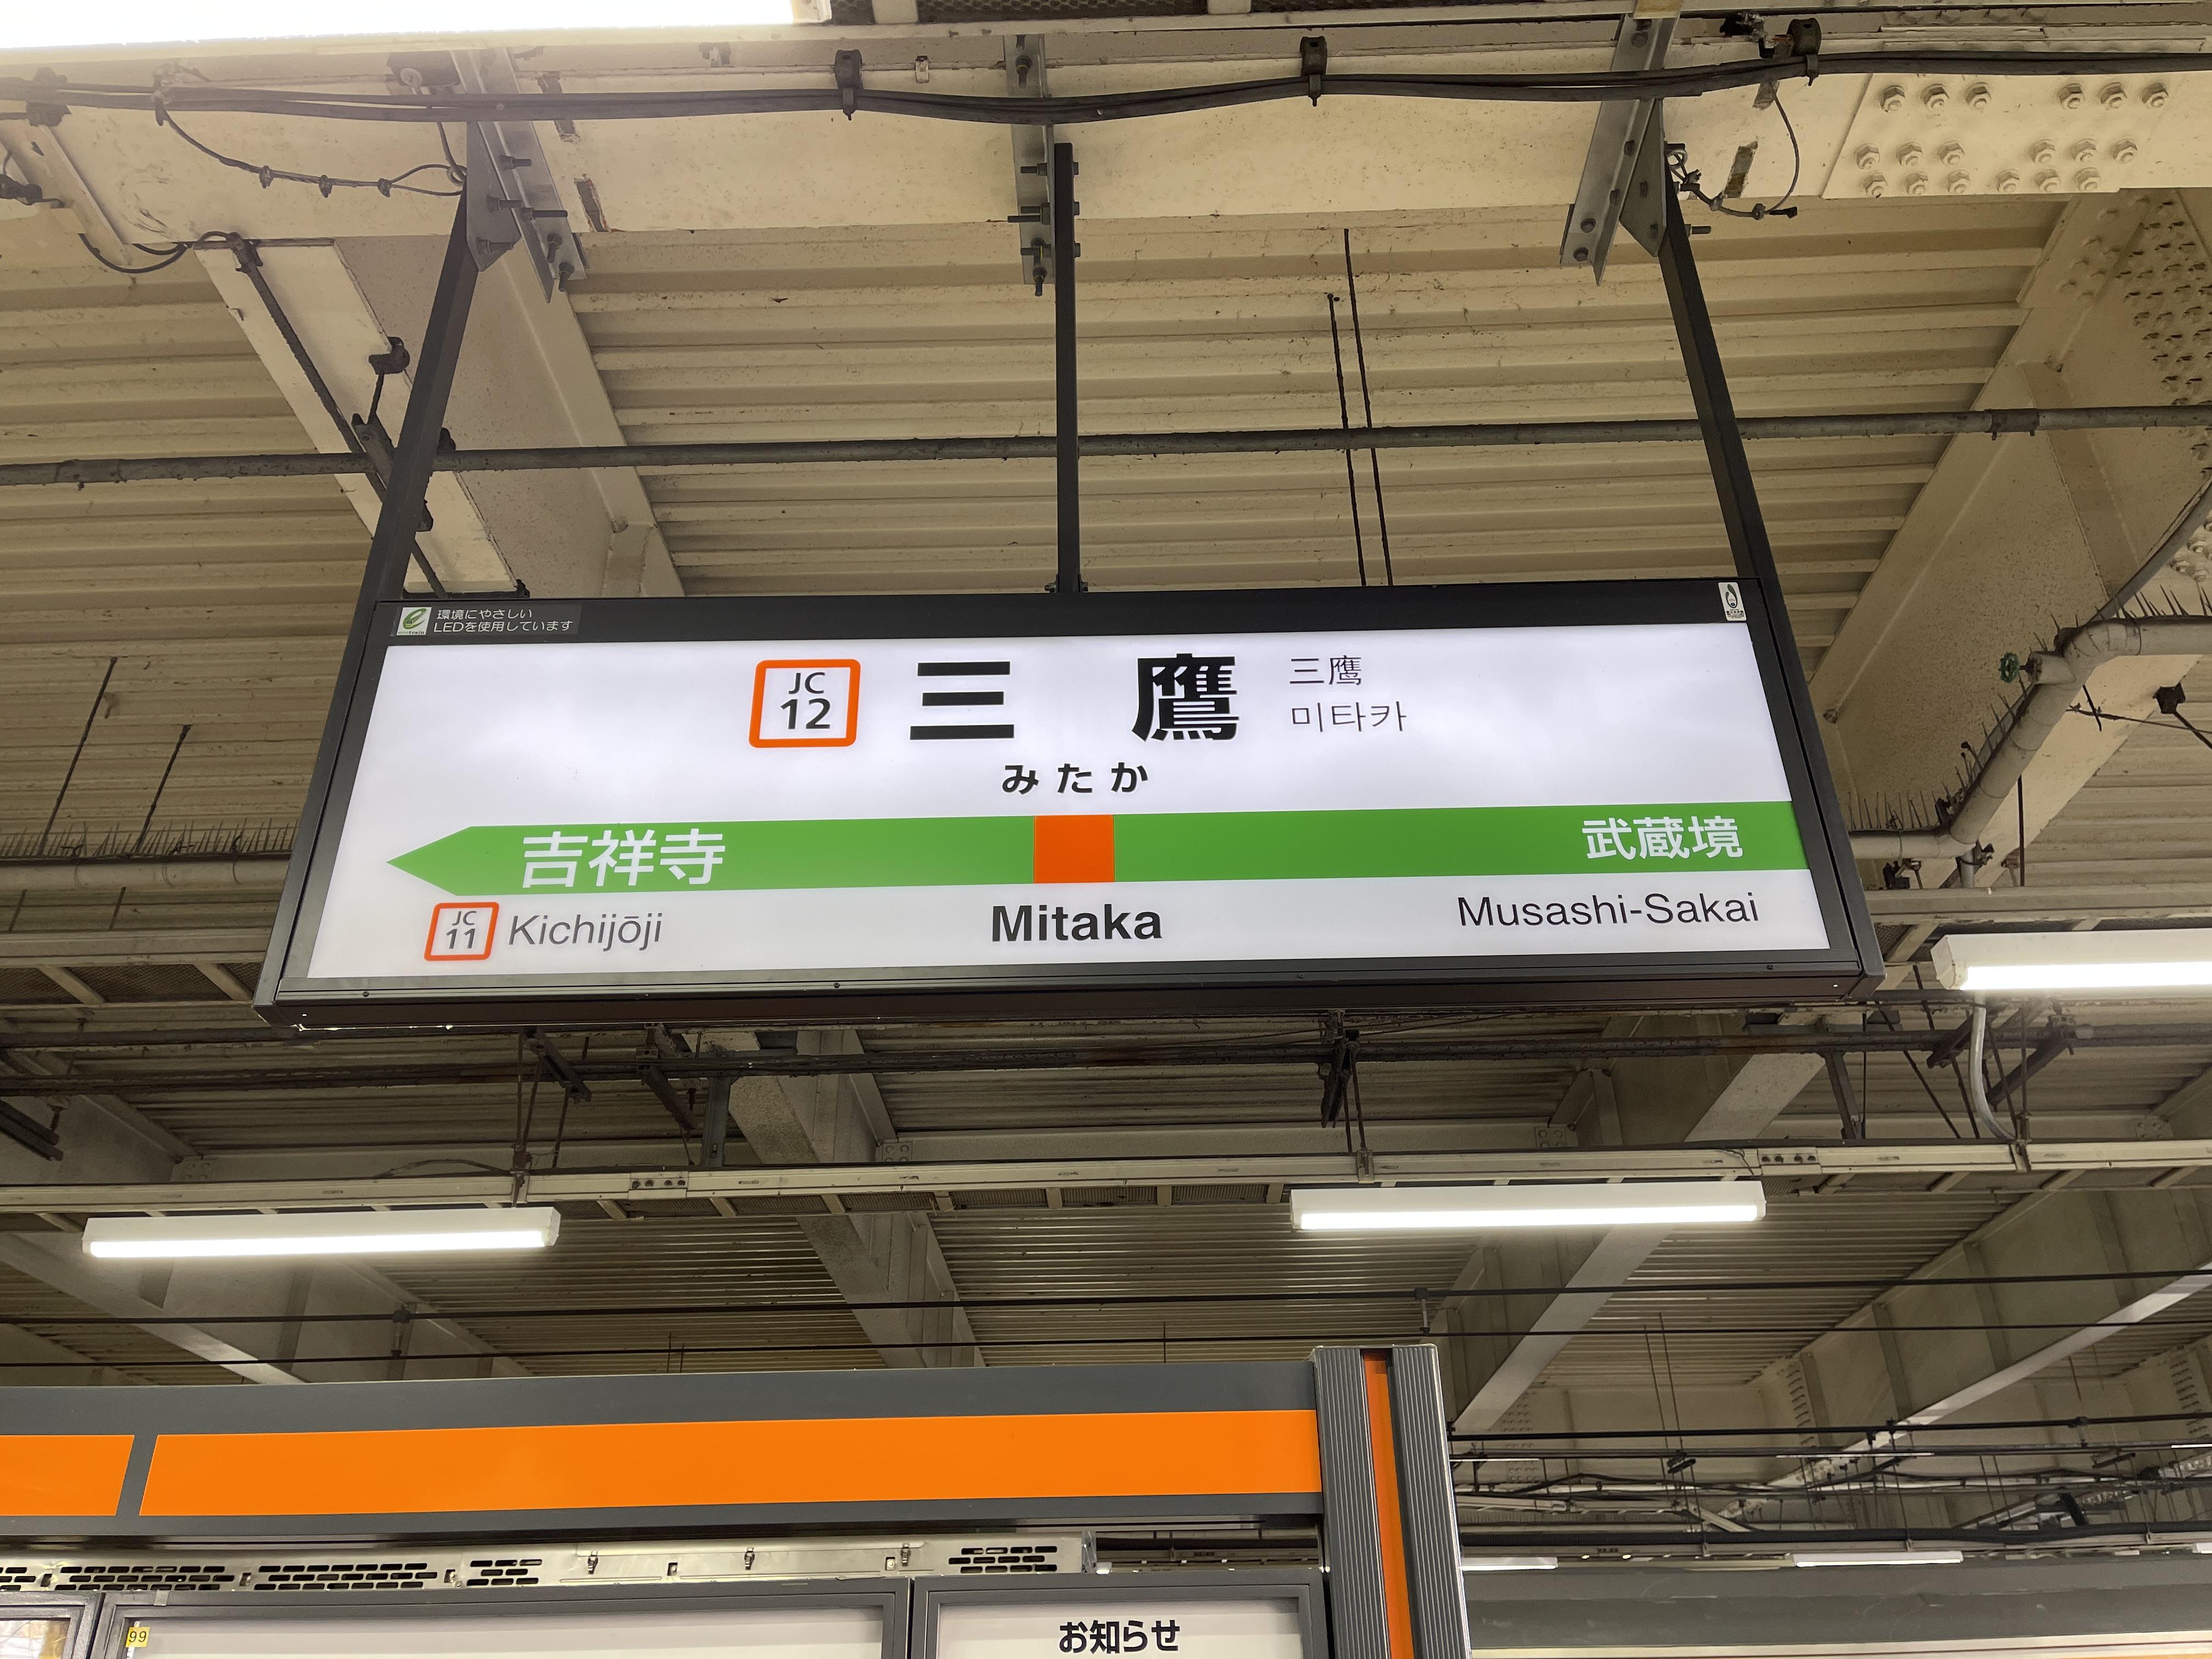 環境にやさしい
LEDを使用しています
JC
12
三鷹
三鹰
미타카
みたか
吉祥寺
武蔵境
JC
11
Kichijōji
Mitaka
Musashi-Sakai
99
お知らせ